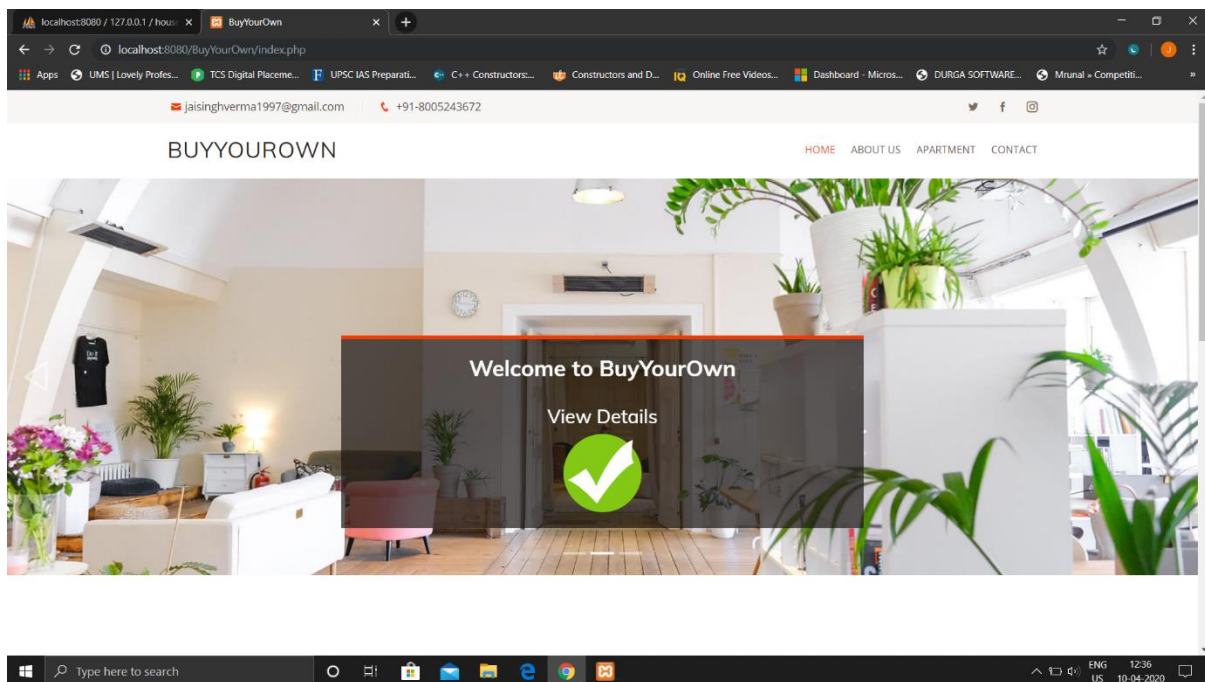 localhost:8080 / 127.0.0.1 / hous
BuyYourOwn
localhost:8080/BuyYourOwn/index.php
Apps
UMS | Lovely Profes...
TCS Digital Placeme...
UPSC IAS Preparati...
C++ Constructors:...
Constructors and D...
Online Free Videos...
Dashboard - Micros...
DURGA SOFTWARE...
Mrunal » Competiti...
jaisinghverma1997@gmail.com
+91-8005243672
BUYYOUROWN
HOME ABOUT US APARTMENT CONTACT
Do it
Welcome to BuyYourOwn
View Details
Type here to search
ENG
US
12:36
10-04-2020